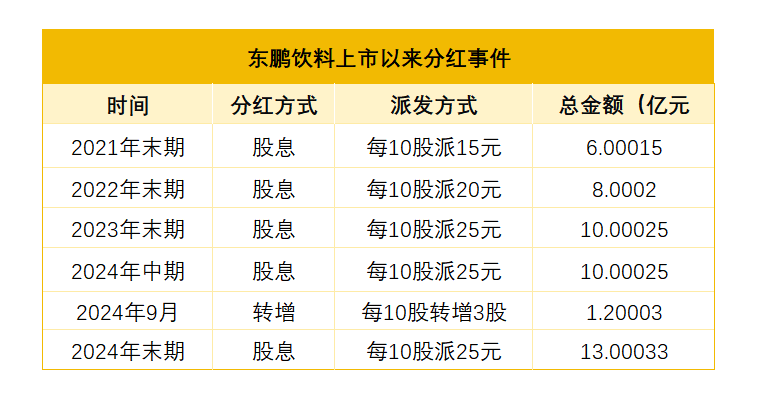 东鹏饮料上市以来分红事件
时间 分红方式 派发方式 总金额（亿元
2021年末期 股息 每10股派15元 6.00015
2022年末期 股息 每10股派20元 8.0002
2023年末期 股息 每10股派25元 10.00025
2024年中期 股息 每10股派25元 10.00025
2024年9月 转增 每10股转增3股 1.20003
2024年末期 股息 每10股派25元 13.00033